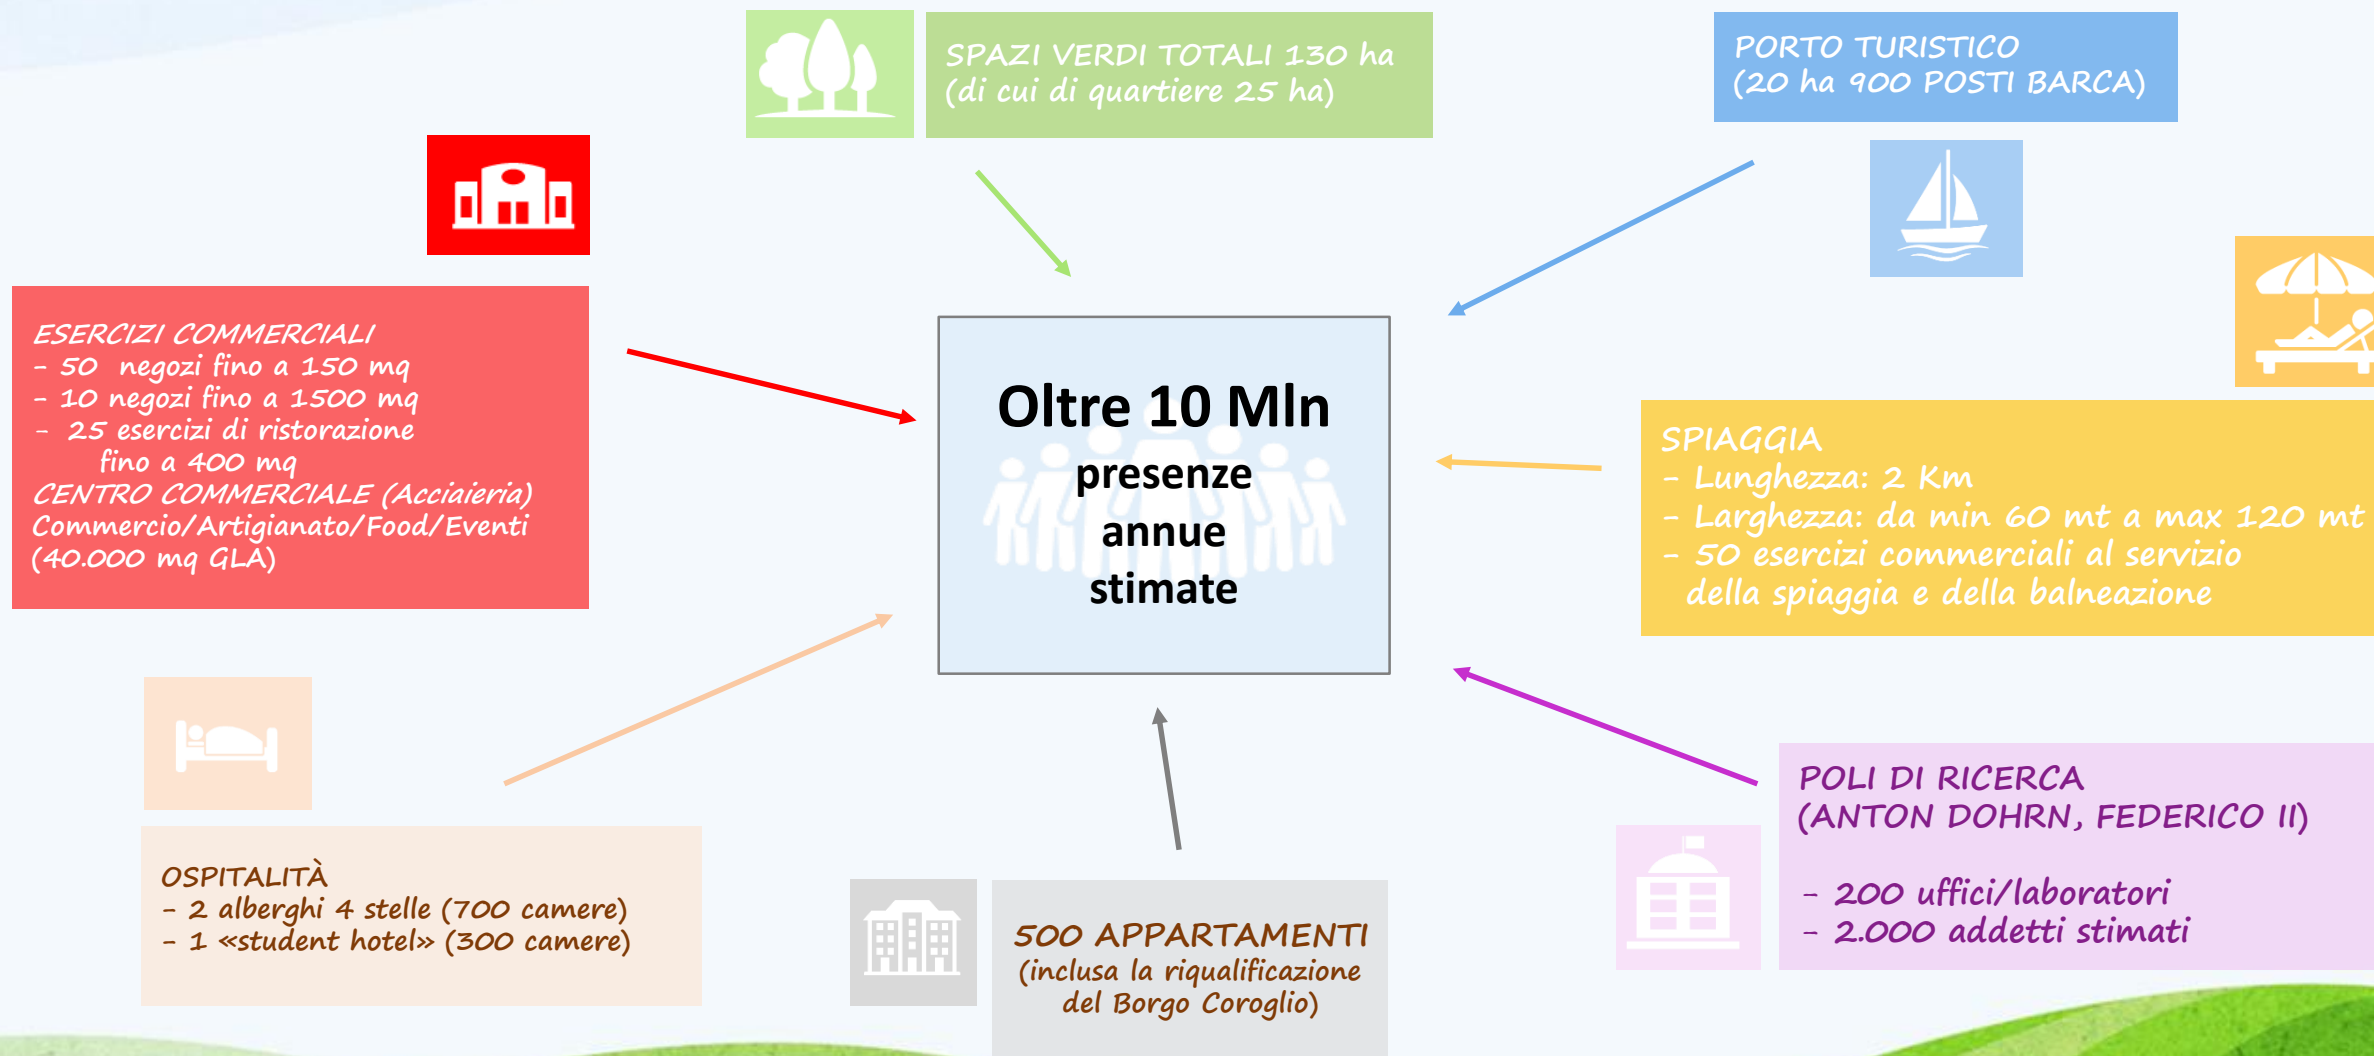 SPAZI VERDI TOTALI 130 ha
(di cui di quartiere 25 ha)
PORTO TURISTICO
(20 ha 900 POSTI BARCA)
ESERCIZI COMMERCIALI
- 50 negozi fino a 150 mq
- 10 negozi fino a 1500 mq
- 25 esercizi di ristorazione
fino a 400 mq
CENTRO COMMERCIALE (Acciaieria)
Commercio/Artigianato/Food/Eventi
(40.000 mq GLA)
Oltre 10 Mln
presenze
annue
stimate
SPIAGGIA
- Lunghezza: 2 Km
- Larghezza: da min 60 mt a max 120 mt
- 50 esercizi commerciali al servizio
della spiaggia e della balneazione
OSPITALITÀ
- 2 alberghi 4 stelle (700 camere)
- 1 «student hotel» (300 camere)
500 APPARTAMENTI
(inclusa la riqualificazione
del Borgo Coroglio)
POLI DI RICERCA
(ANTON DOHRN, FEDERICO II)
- 200 uffici/laboratori
- 2.000 addetti stimati